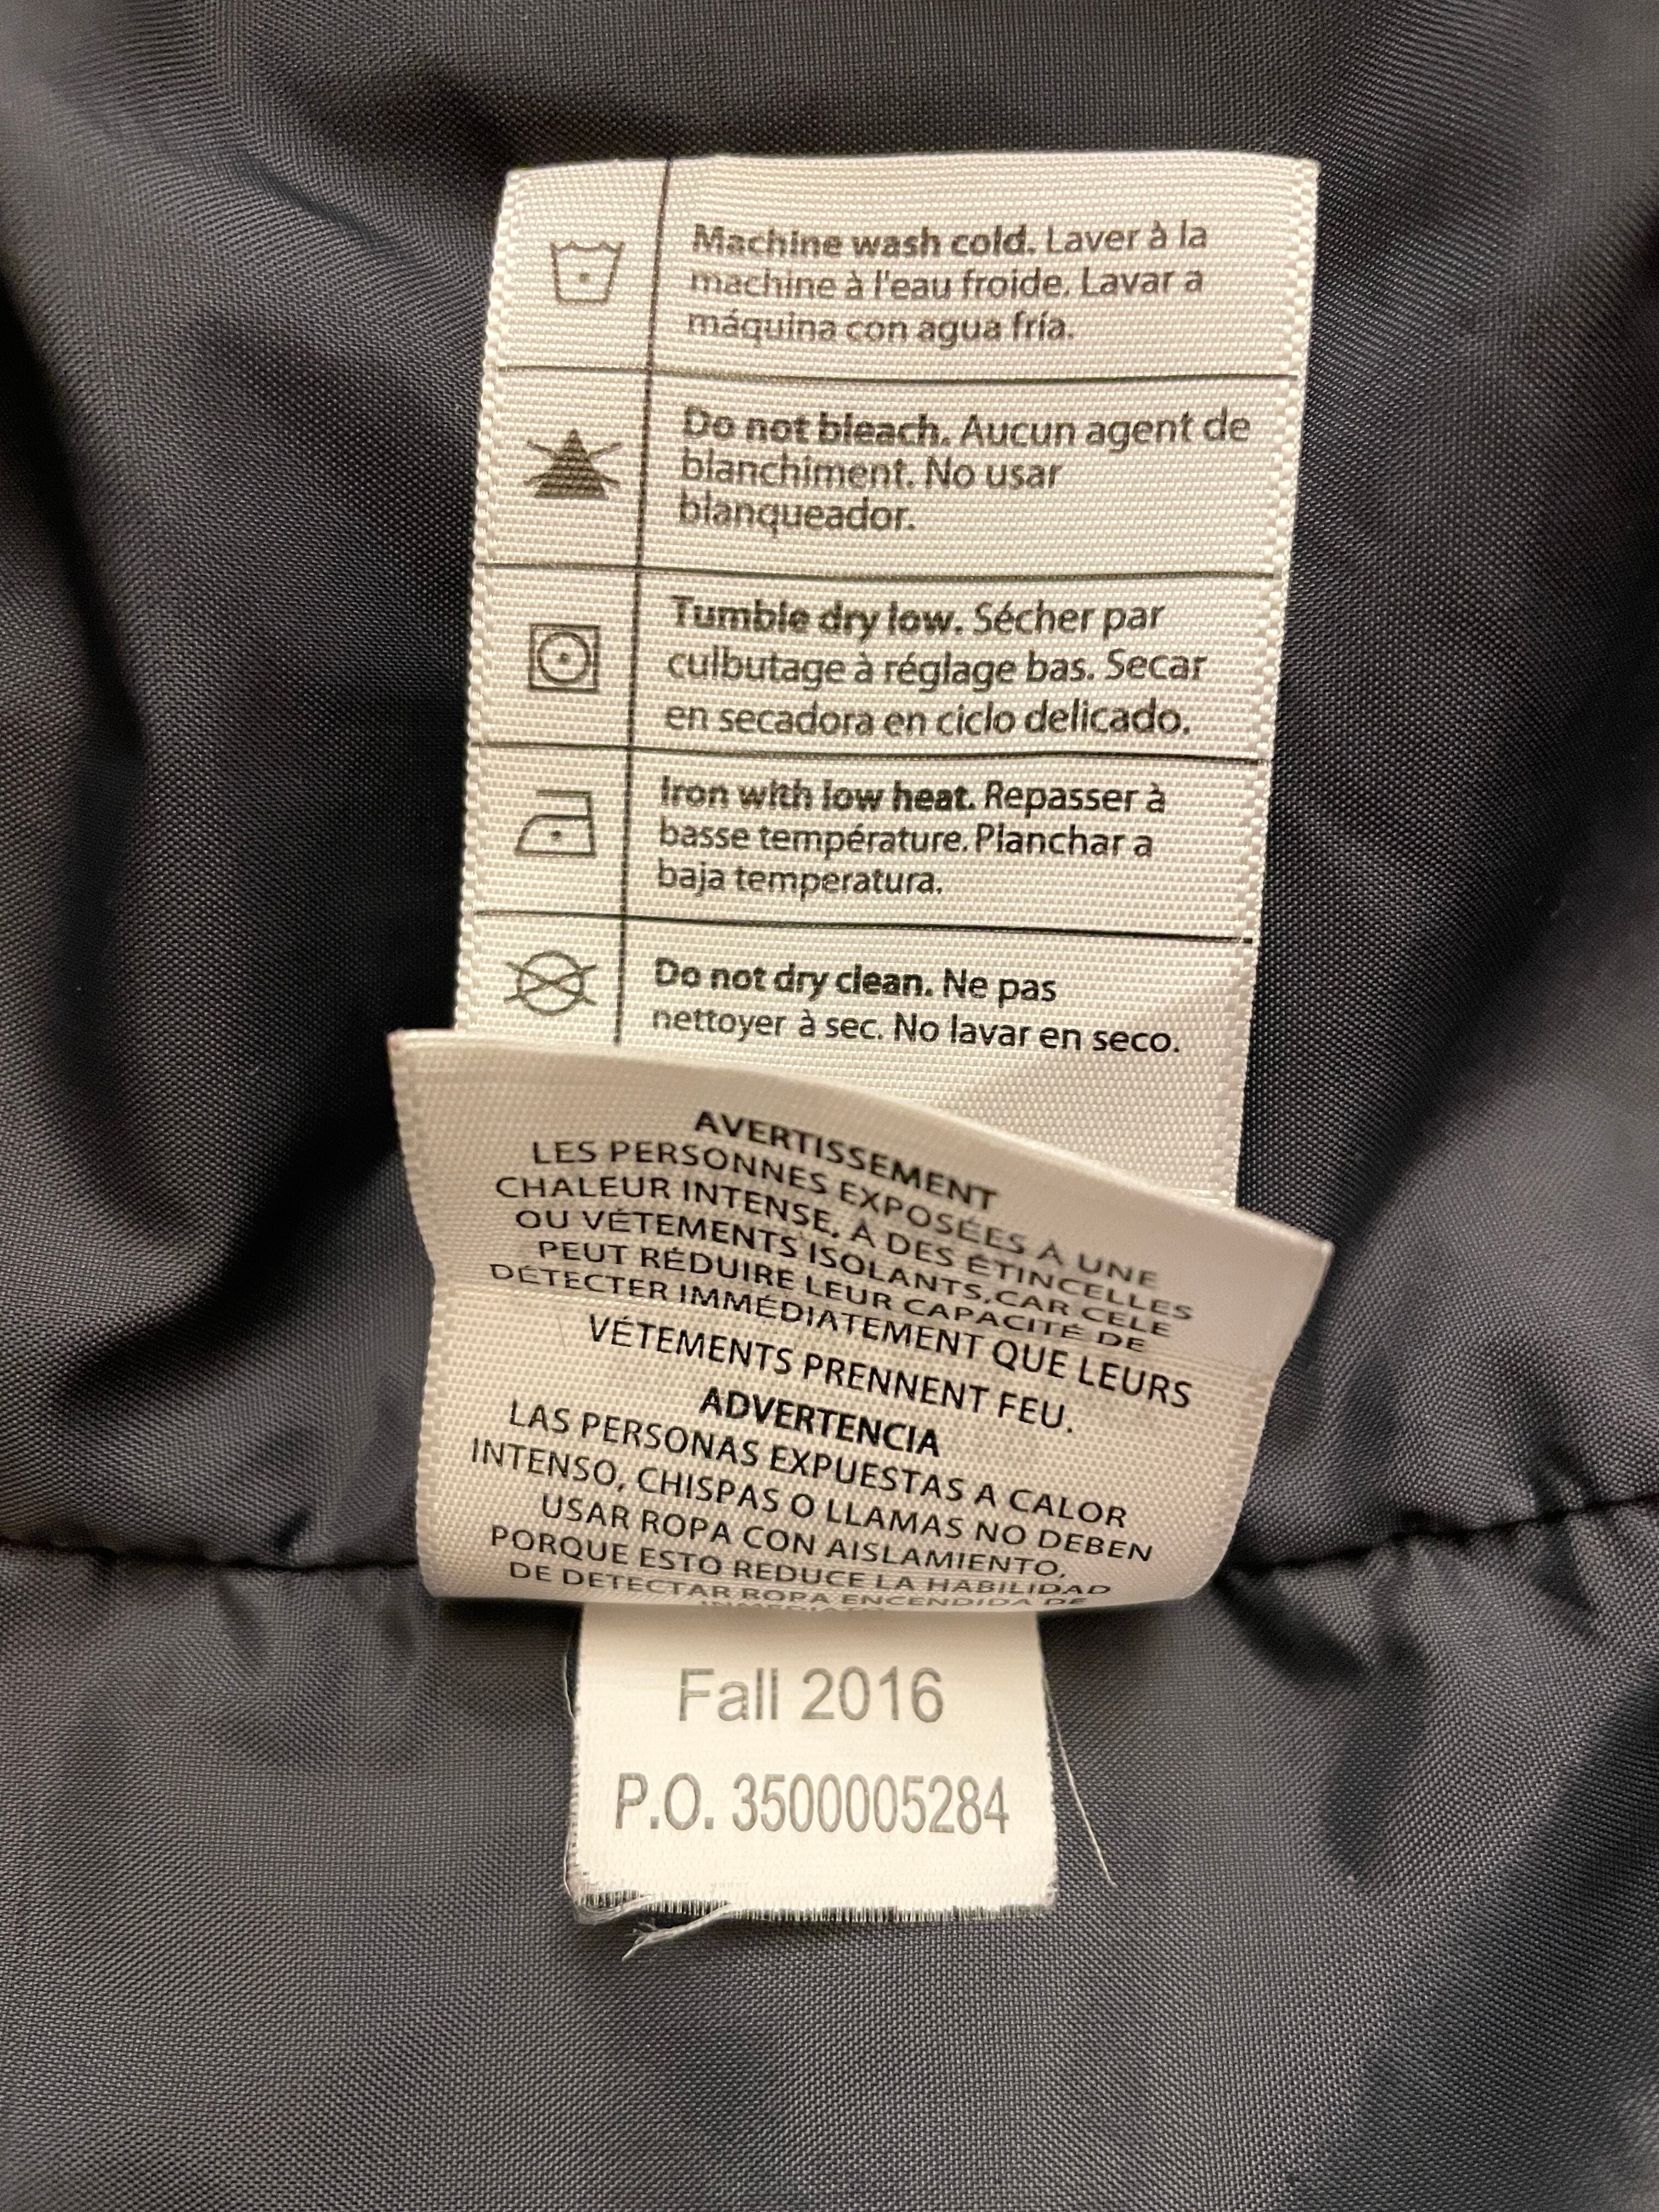 Machine wash cold. Laver à la
machine à l'eau froide. Lavar a
máquina con agua fría.
Do not bleach. Aucun agent de
blanchiment. No usar
blanqueador.
Tumble dry low. Sécher par
culbutage à réglage bas. Secar
en secadora en ciclo delicado.
Iron with low heat. Repasser à
basse température. Planchar a
baja temperatura.
Do not dry clean. Ne pas
nettoyer à sec. No lavar en seco.
AVERTISSEMENT
LES PERSONNES EXPOSÉES À UNE
CHALEUR INTENSE, À DES ÉTINCELLES
OU VÉTEMENTS ISOLANTS,CAR CELE
PEUT RÉDUIRE LEUR CAPACITÉ DE
DÉTECTER IMMÉDIATEMENT QUE LEURS
VÉTEMENTS PRENNENT FEU.
ADVERTENCIA
LAS PERSONAS EXPUESTAS A CALOR
INTENSO, CHISPAS O LLAMAS NO DEBEN
USAR ROPA CON AISLAMIENTO,
PORQUE ESTO REDUCE LA HABILIDAD
DE DETECTAR ROPA ENCENDIDA DE
INMEDIATO
Fall 2016
P.O. 3500005284